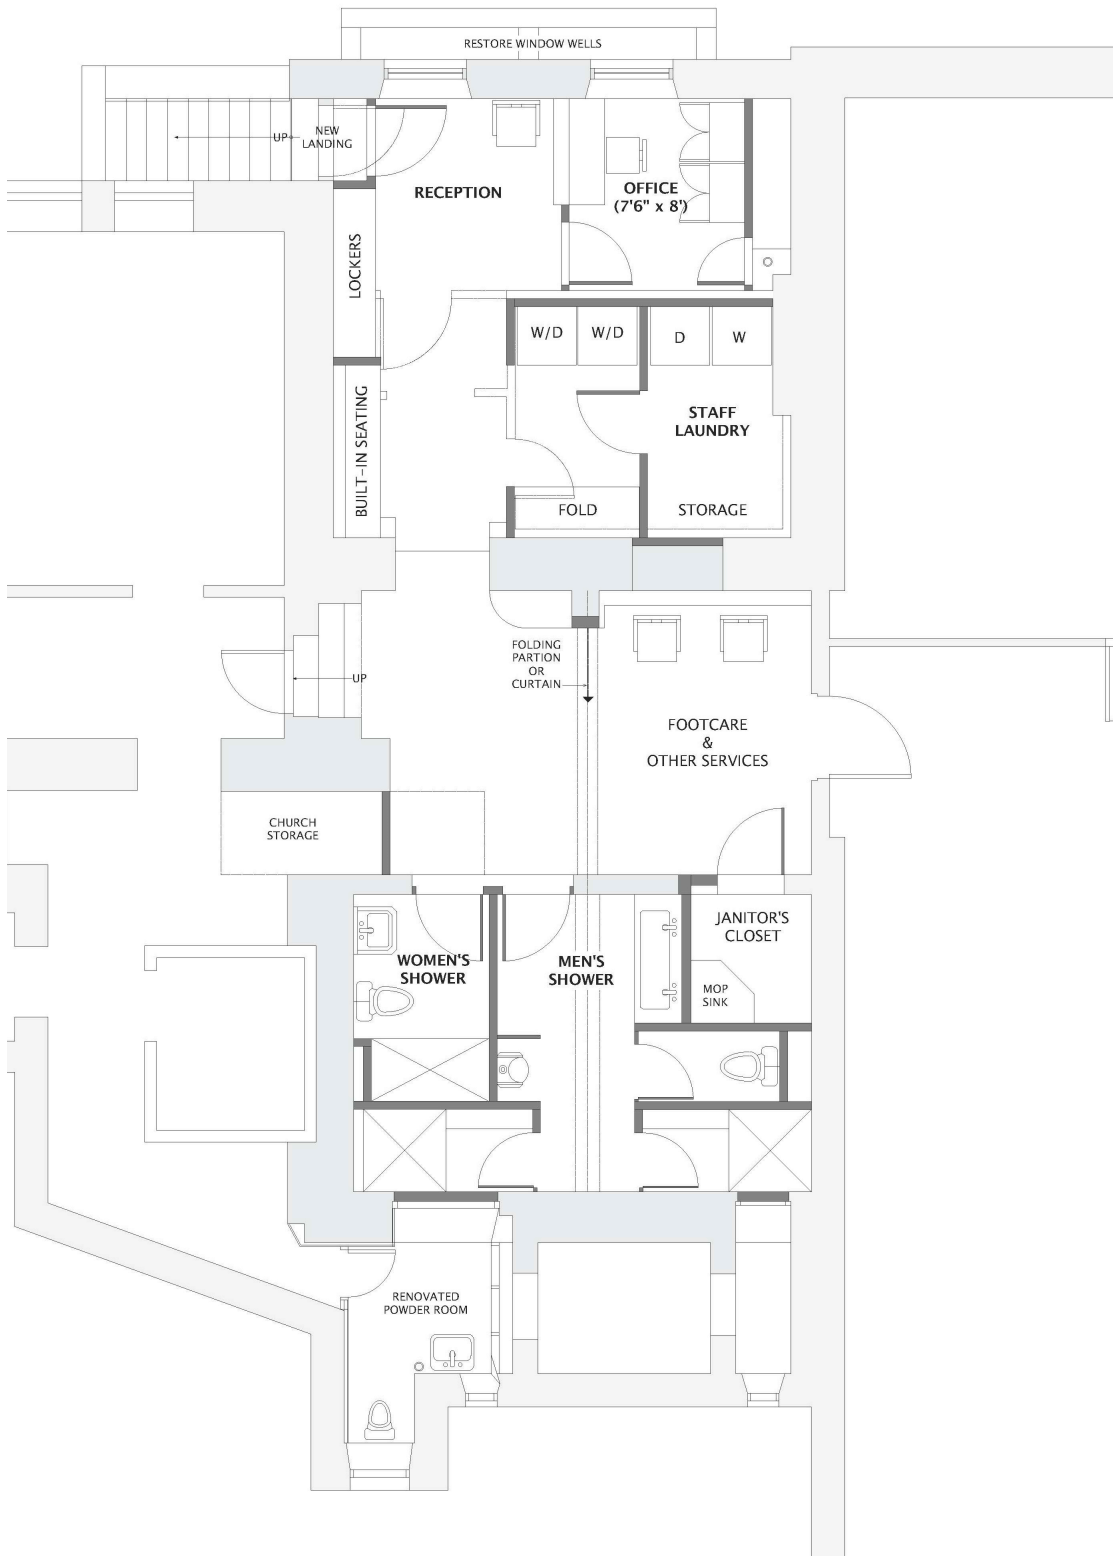 RESTORE WINDOW WELLS
UP
NEW
LANDING
RECEPTION
OFFICE
(7'6" x 8')
LOCKERS
W/D
W/D
D
W
BUILT-IN SEATING
STAFF
LAUNDRY
FOLD
STORAGE
FOLDING
PARTION
OR
CURTAIN
UP
FOOTCARE
&
OTHER SERVICES
CHURCH
STORAGE
WOMEN'S
SHOWER
MEN'S
SHOWER
JANITOR'S
CLOSET
MOP
SINK
RENOVATED
POWDER ROOM